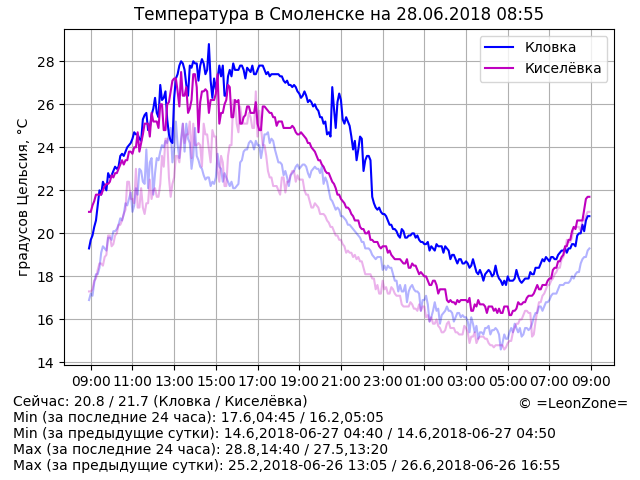 Температура в Смоленске на 28.06.2018 08:55
Кловка
Киселёвка
градусов Цельсия, °C
28
26
24
22
20
18
16
14
09:00 11:00 13:00 15:00 17:00 19:00 21:00 23:00 01:00 03:00 05:00 07:00 09:00
Сейчас: 20.8 / 21.7 (Кловка / Киселёвка)
© =LeonZone=
Min (за последние 24 часа): 17.6,04:45 / 16.2,05:05
Min (за предыдущие сутки): 14.6,2018-06-27 04:40 / 14.6,2018-06-27 04:50
Max (за последние 24 часа): 28.8,14:40 / 27.5,13:20
Max (за предыдущие сутки): 25.2,2018-06-26 13:05 / 26.6,2018-06-26 16:55